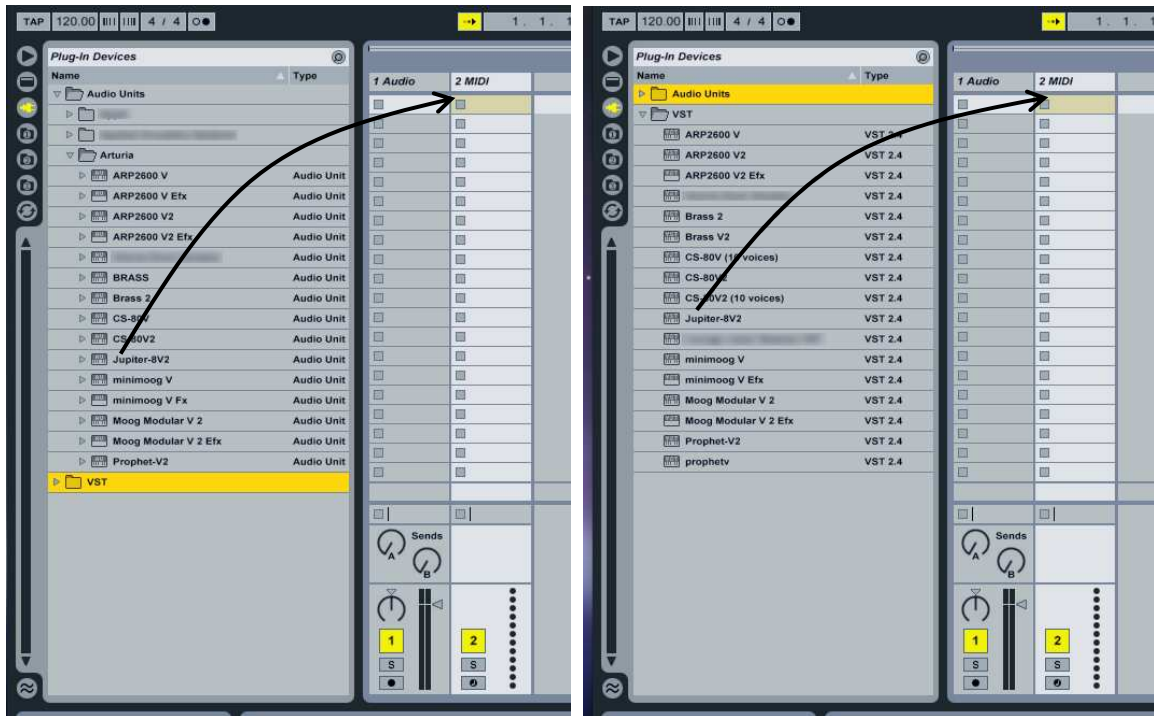 TAP 120.00 4 / 4 1. 1. 1
Plug-In Devices
Name Type
Audio Units
Arturia
ARP2600 V Audio Unit
ARP2600 V Efx Audio Unit
ARP2600 V2 Audio Unit
ARP2600 V2 Efx Audio Unit
Audio Unit
BRASS Audio Unit
Brass 2 Audio Unit
CS-80V Audio Unit
CS-80V2 Audio Unit
Jupiter-8V2 Audio Unit
minimoog V Audio Unit
minimoog V Fx Audio Unit
Moog Modular V 2 Audio Unit
Moog Modular V 2 Efx Audio Unit
Prophet-V2 Audio Unit
VST
1 Audio 2 MIDI
Sends
A
B
1 2
S S
TAP 120.00 4 / 4 1. 1. 1
Plug-In Devices
Name Type
Audio Units
VST
ARP2600 V VST 2.4
ARP2600 V2 VST 2.4
ARP2600 V2 Efx VST 2.4
VST 2.4
Brass 2 VST 2.4
Brass V2 VST 2.4
CS-80V (10 voices) VST 2.4
CS-80V2 VST 2.4
CS-80V2 (10 voices) VST 2.4
Jupiter-8V2 VST 2.4
VST 2.4
minimoog V VST 2.4
minimoog V Efx VST 2.4
Moog Modular V 2 VST 2.4
Moog Modular V 2 Efx VST 2.4
Prophet-V2 VST 2.4
prophetv VST 2.4
1 Audio 2 MIDI
Sends
A
B
1 2
S S